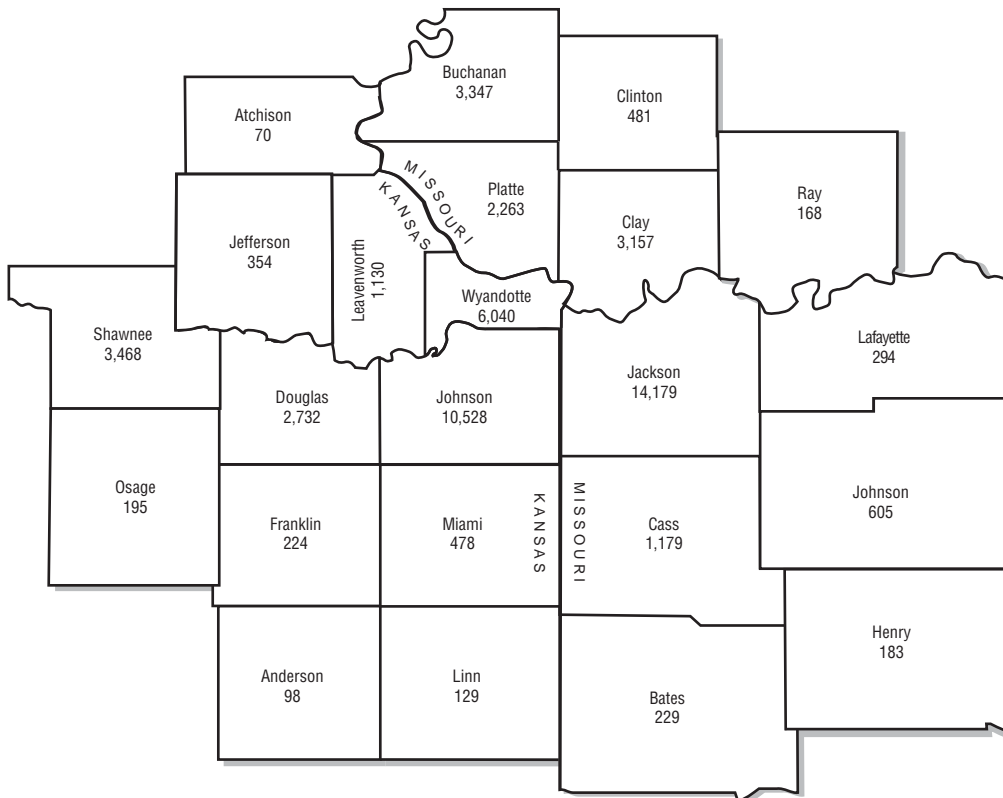 Buchanan
3,347
Clinton
481
Atchison
70
MISSOURI
KANSAS
Platte
2,263
Ray
168
Clay
3,157
Jefferson
354
Leavenworth
1,130
Wyandotte
6,040
Shawnee
3,468
Lafayette
294
Jackson
14,179
Douglas
2,732
Johnson
10,528
Osage
195
Johnson
605
Franklin
224
Miami
478
KANSAS
MISSOURI
Cass
1,179
Henry
183
Anderson
98
Linn
129
Bates
229